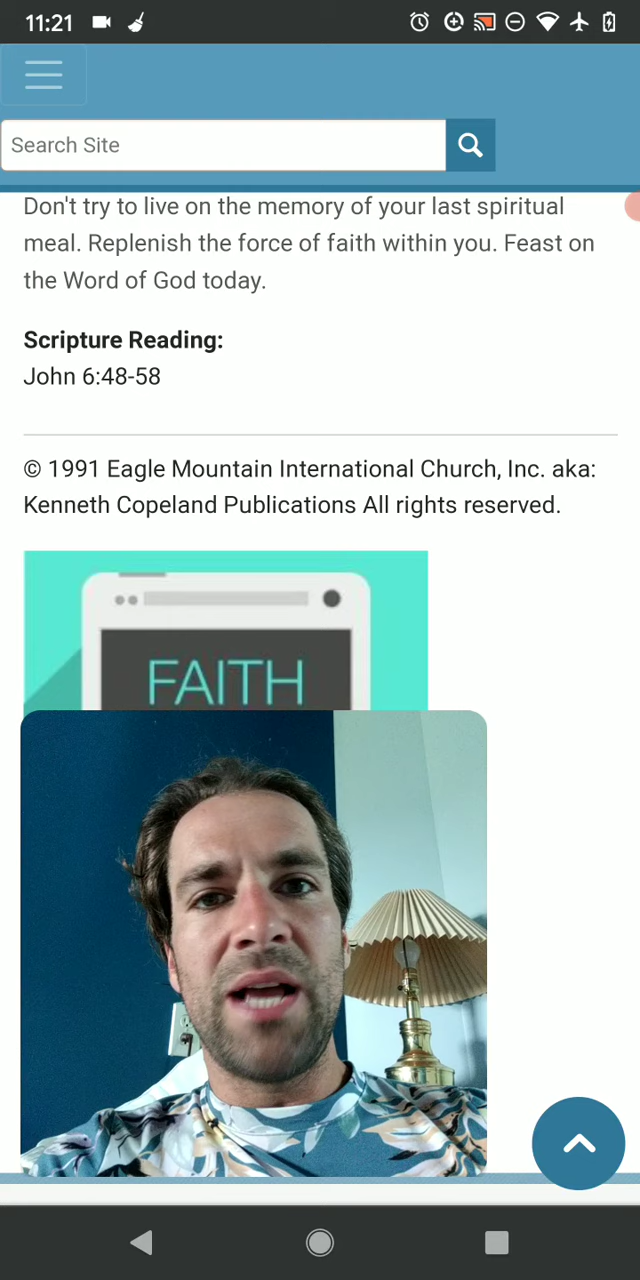 11:21
Search Site
Don't try to live on the memory of your last spiritual
meal. Replenish the force of faith within you. Feast on
the Word of God today.
Scripture Reading:
John 6:48-58
© 1991 Eagle Mountain International Church, Inc. aka:
Kenneth Copeland Publications All rights reserved.
FAITH